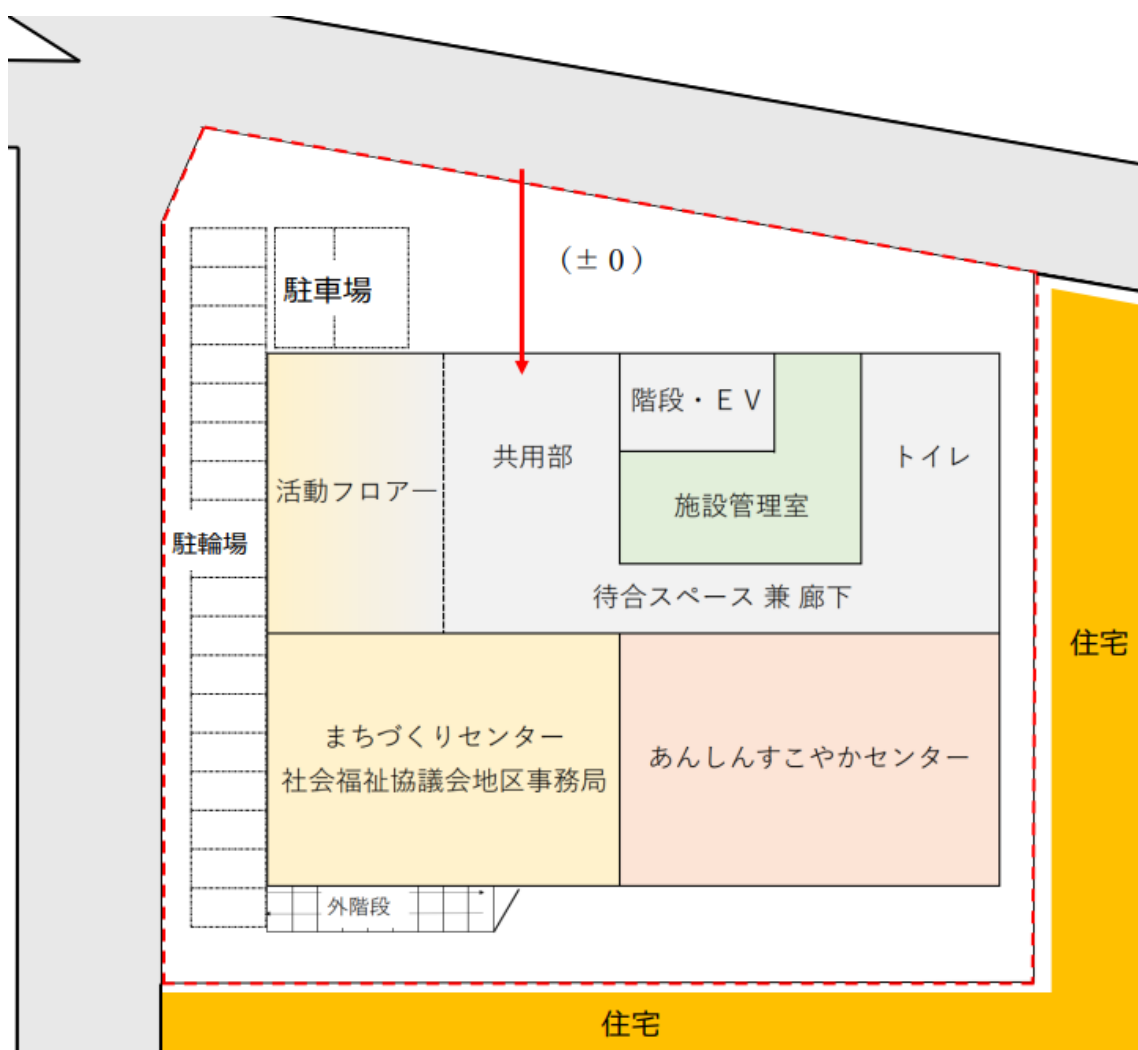 (± 0)
駐車場
階段・ＥＶ
共用部
トイレ
活動フロアー
施設管理室
駐輪場
待合スペース 兼 廊下
住宅
まちづくりセンター
社会福祉協議会地区事務局
あんしんすこやかセンター
外階段
住宅